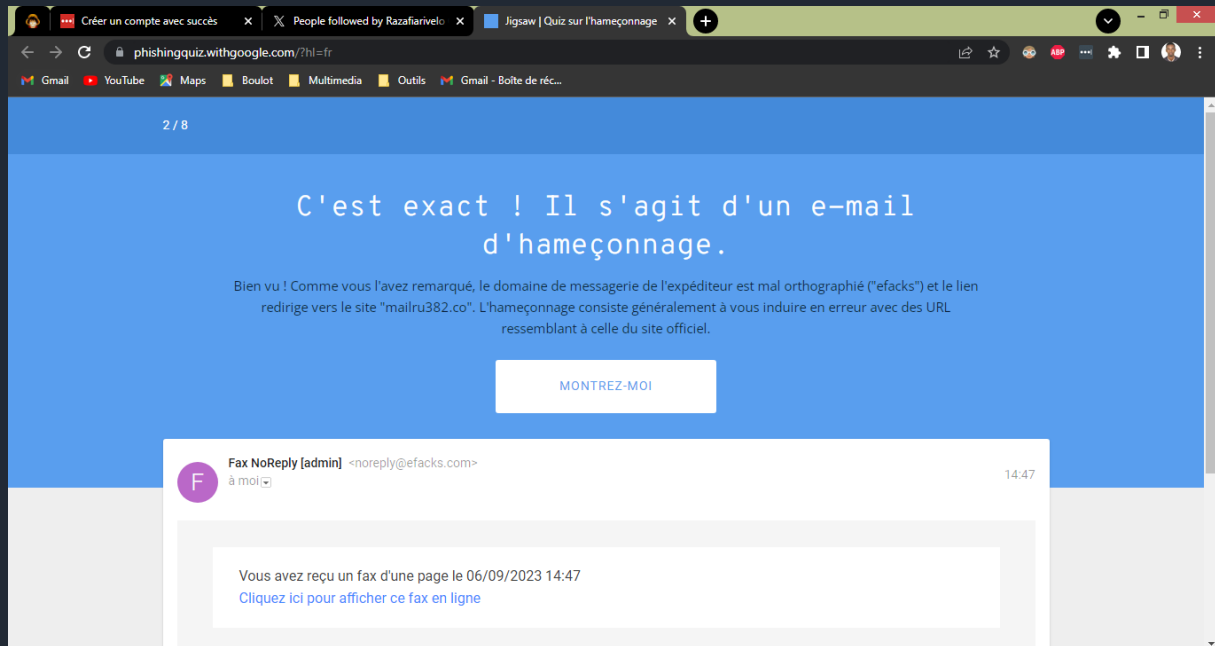 Créer un compte avec succès
People followed by Razafiarivelo
Jigsaw | Quiz sur l'hameçonnage
phishingquiz.withgoogle.com/?hl=fr
ABP
Gmail YouTube Maps Boulot Multimedia Outils Gmail - Boîte de réc...
2 / 8
C'est exact ! Il s'agit d'un e-mail
d'hameçonnage.
Bien vu ! Comme vous l'avez remarqué, le domaine de messagerie de l'expéditeur est mal orthographié ("efacks") et le lien
redirige vers le site "mailru382.co". L'hameçonnage consiste généralement à vous induire en erreur avec des URL
ressemblant à celle du site officiel.
MONTREZ-MOI
F
Fax NoReply [admin] <noreply@efacks.com>
à moi
14:47
Vous avez reçu un fax d'une page le 06/09/2023 14:47
Cliquez ici pour afficher ce fax en ligne